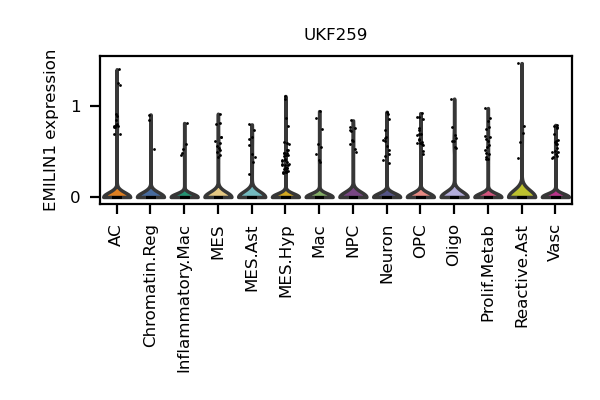 UKF259
EMILIN1 expression
1
0
AC
Chromatin.Reg
Inflammatory.Mac
MES
MES.Ast
MES.Hyp
Mac
NPC
Neuron
OPC
Oligo
Prolif.Metab
Reactive.Ast
Vasc